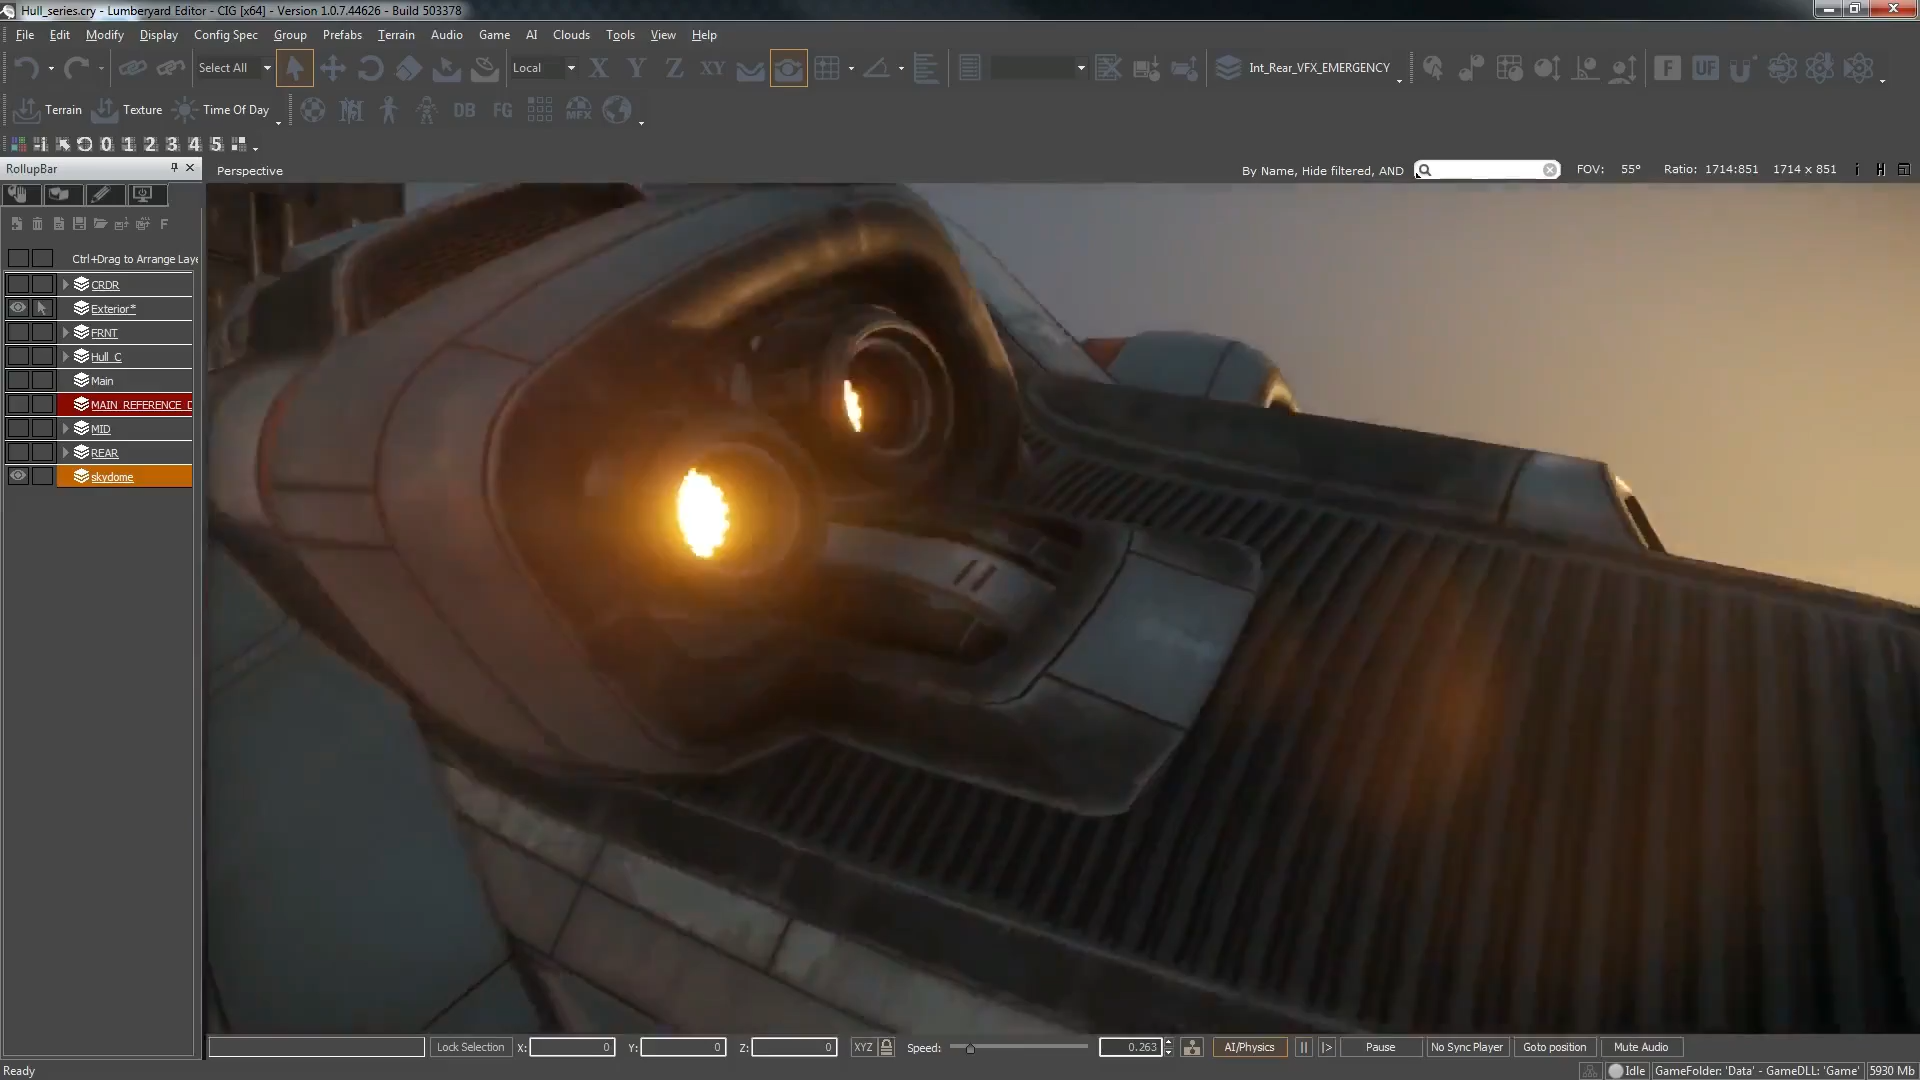 Hull_series.cry - Lumberyard Editor - CIG [x64] - Version 1.0.7.44626 - Build 503378
File Edit Modify Display Config Spec Group Prefabs Terrain Audio Game AI Clouds Tools View Help
Select All Local X Y Z XY Int_Rear_VFX_EMERGENCY F UF
Terrain Texture Time Of Day DB FG MFX
0 1 2 3 4 5
RollupBar
Perspective By Name, Hide filtered, AND FOV: 55° Ratio: 1714:851 1714 x 851 i H
F
Ctrl+Drag to Arrange Laye
CRDR
Exterior*
FRNT
Hull_C
Main
MAIN_REFERENCE_D
MID
REAR
skydome
Lock Selection X: 0 Y: 0 Z: 0 XYZ Speed: 0.263 AI/Physics Pause No Sync Player Goto position Mute Audio
Ready Idle GameFolder: 'Data' - GameDLL: 'Game' 5930 Mb